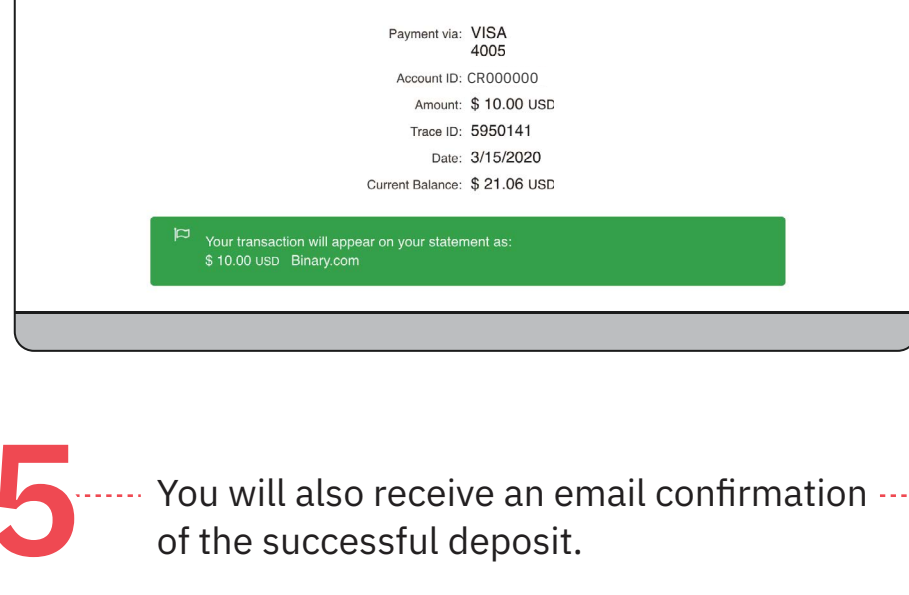 Payment via: VISA
4005
Account ID: CR000000
Amount: $ 10.00 USD
Trace ID: 5950141
Date: 3/15/2020
Current Balance: $ 21.06 USD
Your transaction will appear on your statement as:
$ 10.00 USD Binary.com
5
You will also receive an email confirmation
of the successful deposit.